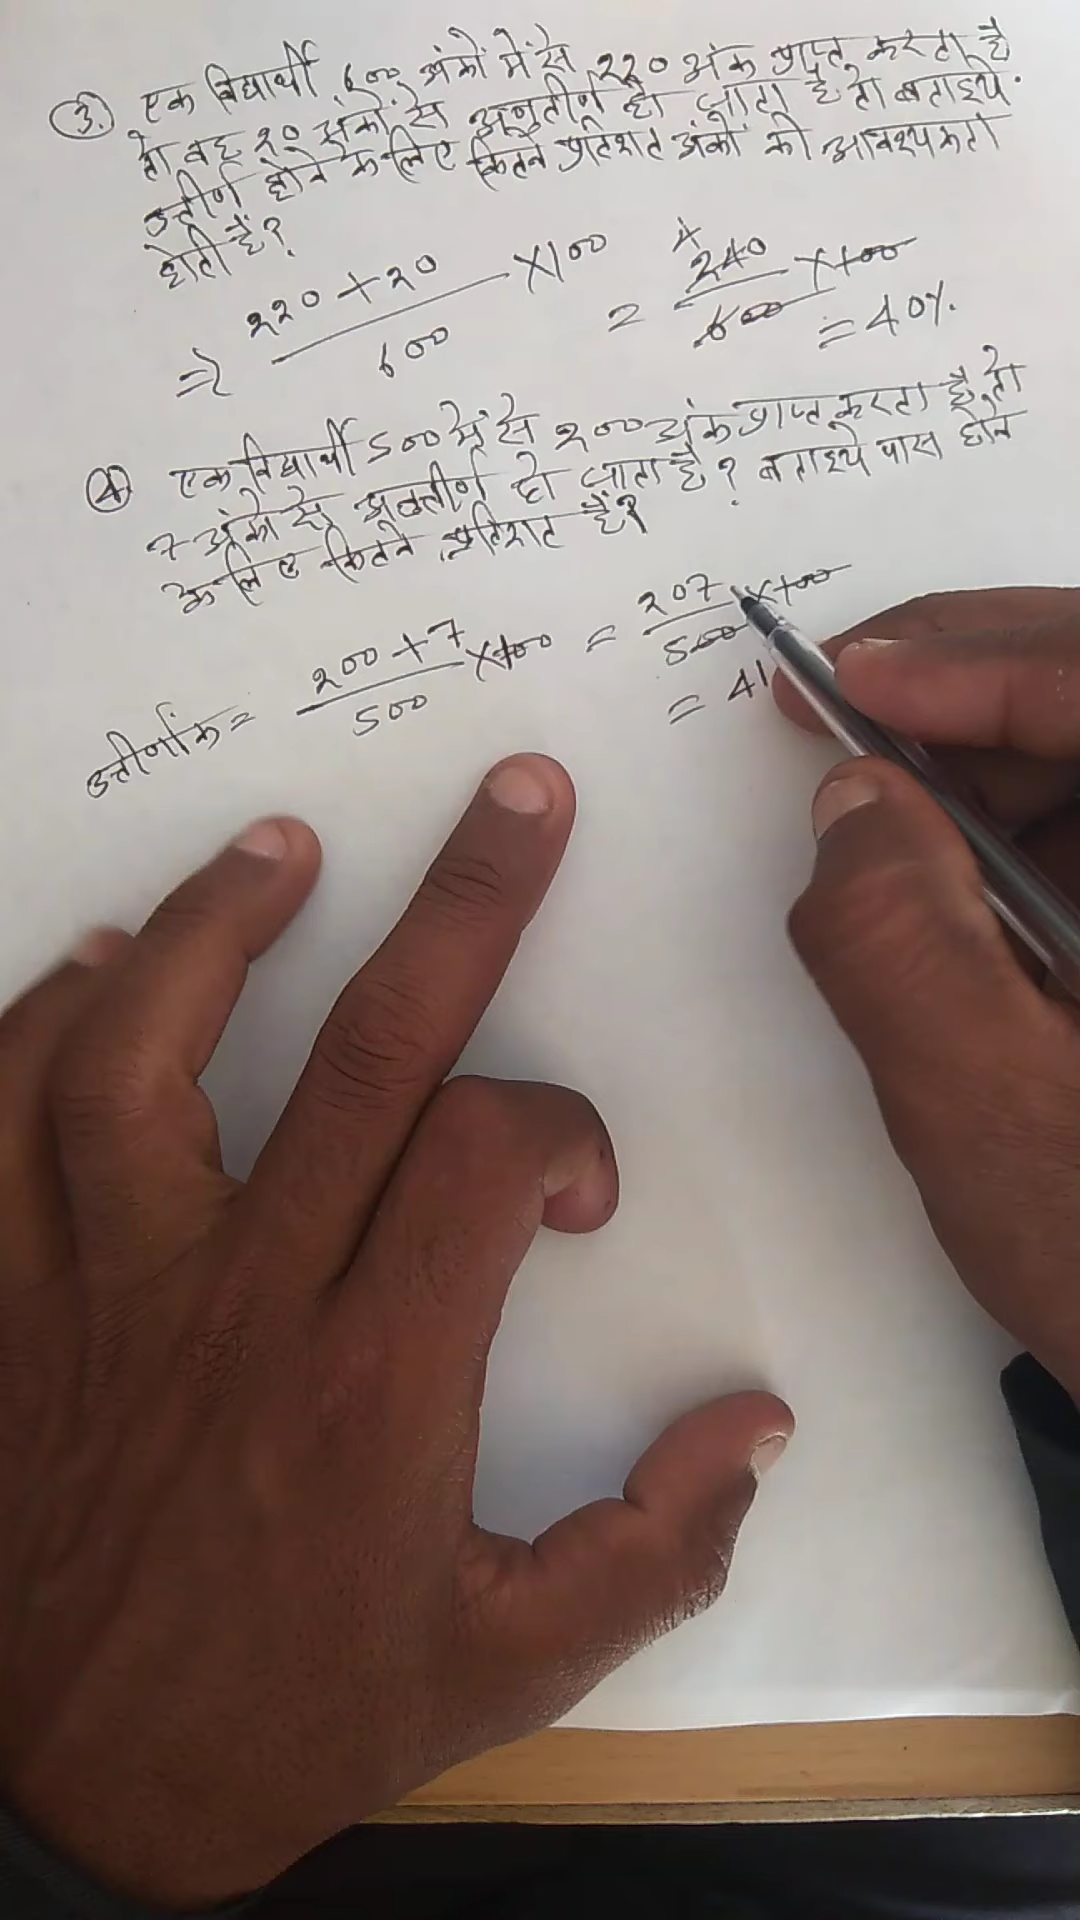 ③. एक विद्यार्थी 600 अंकों में से 220 अंक प्राप्त करता है
तो वह 20 अंकों से अनुतीर्ण हो जाता है तो बताइये.
उत्तीर्ण होने के लिए कितने प्रतिशत अंकों की आवश्यकता
होती हैं?
=> 220+20/600 ×100 = 4 240/600 ×100
= 40%.
④ एक विद्यार्थी 500 में से 200 अंक प्राप्त करता है, तो
7 अंको से अनुत्तीर्ण हो जाता है? बताइये पास होने
के लिए कितने प्रतिशत हैं?
उत्तीर्णांक = 200+7/500 ×100 = 207/500 ×100
= 41